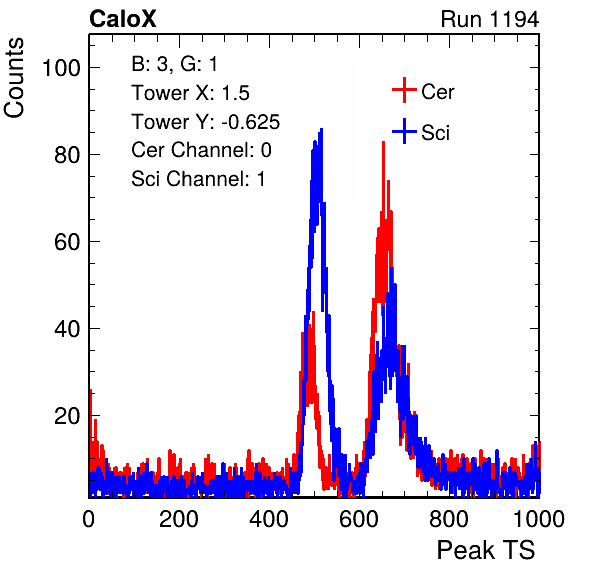 CaloX
Run 1194
Counts
B: 3, G: 1
Tower X: 1.5
Tower Y: -0.625
Cer Channel: 0
Sci Channel: 1
Cer
Sci
100
80
60
40
20
0
200
400
600
800
1000
Peak TS